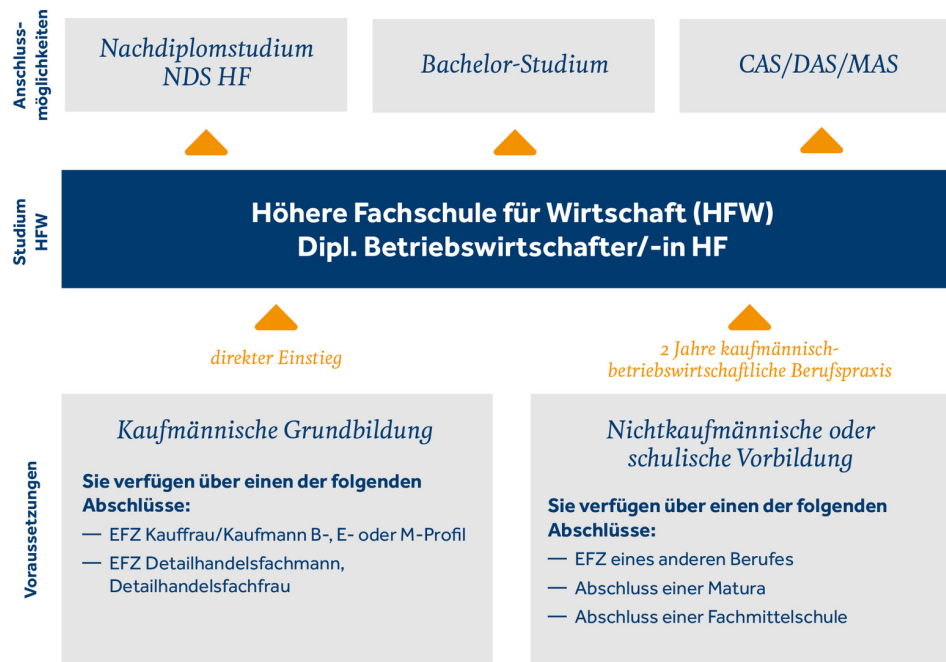 Anschluss-
möglichkeiten
Nachdiplomstudium
NDS HF
Bachelor-Studium
CAS/DAS/MAS
Studium
HFW
Höhere Fachschule für Wirtschaft (HFW)
Dipl. Betriebswirtschafter/-in HF
direkter Einstieg
2 Jahre kaufmännisch-
betriebswirtschaftliche Berufspraxis
Voraussetzungen
Kaufmännische Grundbildung
Sie verfügen über einen der folgenden
Abschlüsse:
— EFZ Kauffrau/Kaufmann B-, E- oder M-Profil
— EFZ Detailhandelsfachmann,
Detailhandelsfachfrau
Nichtkaufmännische oder
schulische Vorbildung
Sie verfügen über einen der folgenden
Abschlüsse:
— EFZ eines anderen Berufes
— Abschluss einer Matura
— Abschluss einer Fachmittelschule